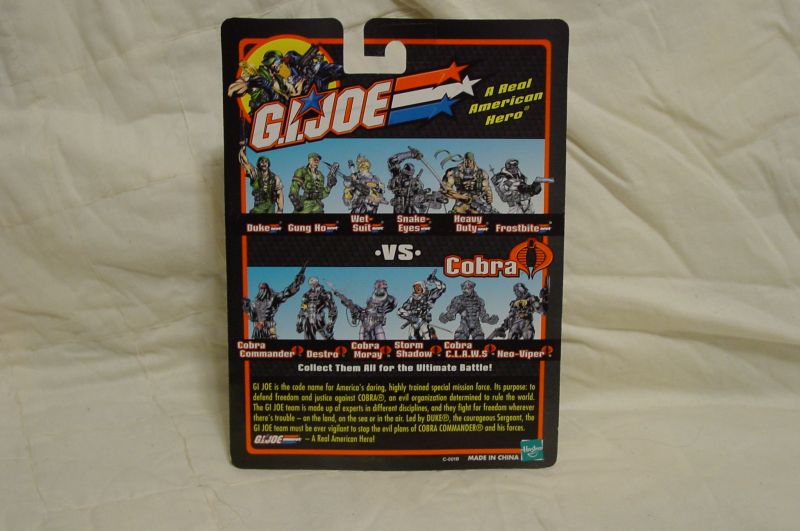 G.I.JOE
A Real
American
Hero®
Duke
Gung Ho
Wet-
Suit
Snake-
Eyes
Heavy
Duty
Frostbite
•VS•
Cobra
Cobra
Commander
Destro
Cobra
Moray
Storm
Shadow
Cobra
C.L.A.W.S
Neo-Viper
Collect Them All for the Ultimate Battle!
GI JOE is the code name for America's daring, highly trained special mission force. Its purpose: to
defend freedom and justice against COBRA®, an evil organization determined to rule the world.
The GI JOE team is made up of experts in different disciplines, and they fight for freedom wherever
there's trouble – on the land, on the sea or in the air. Led by DUKE®, the courageous Sergeant, the
GI JOE team must be ever vigilant to stop the evil plans of COBRA COMMANDER® and his forces.
G.I.JOE – A Real American Hero!
C-001B MADE IN CHINA
Hasbro